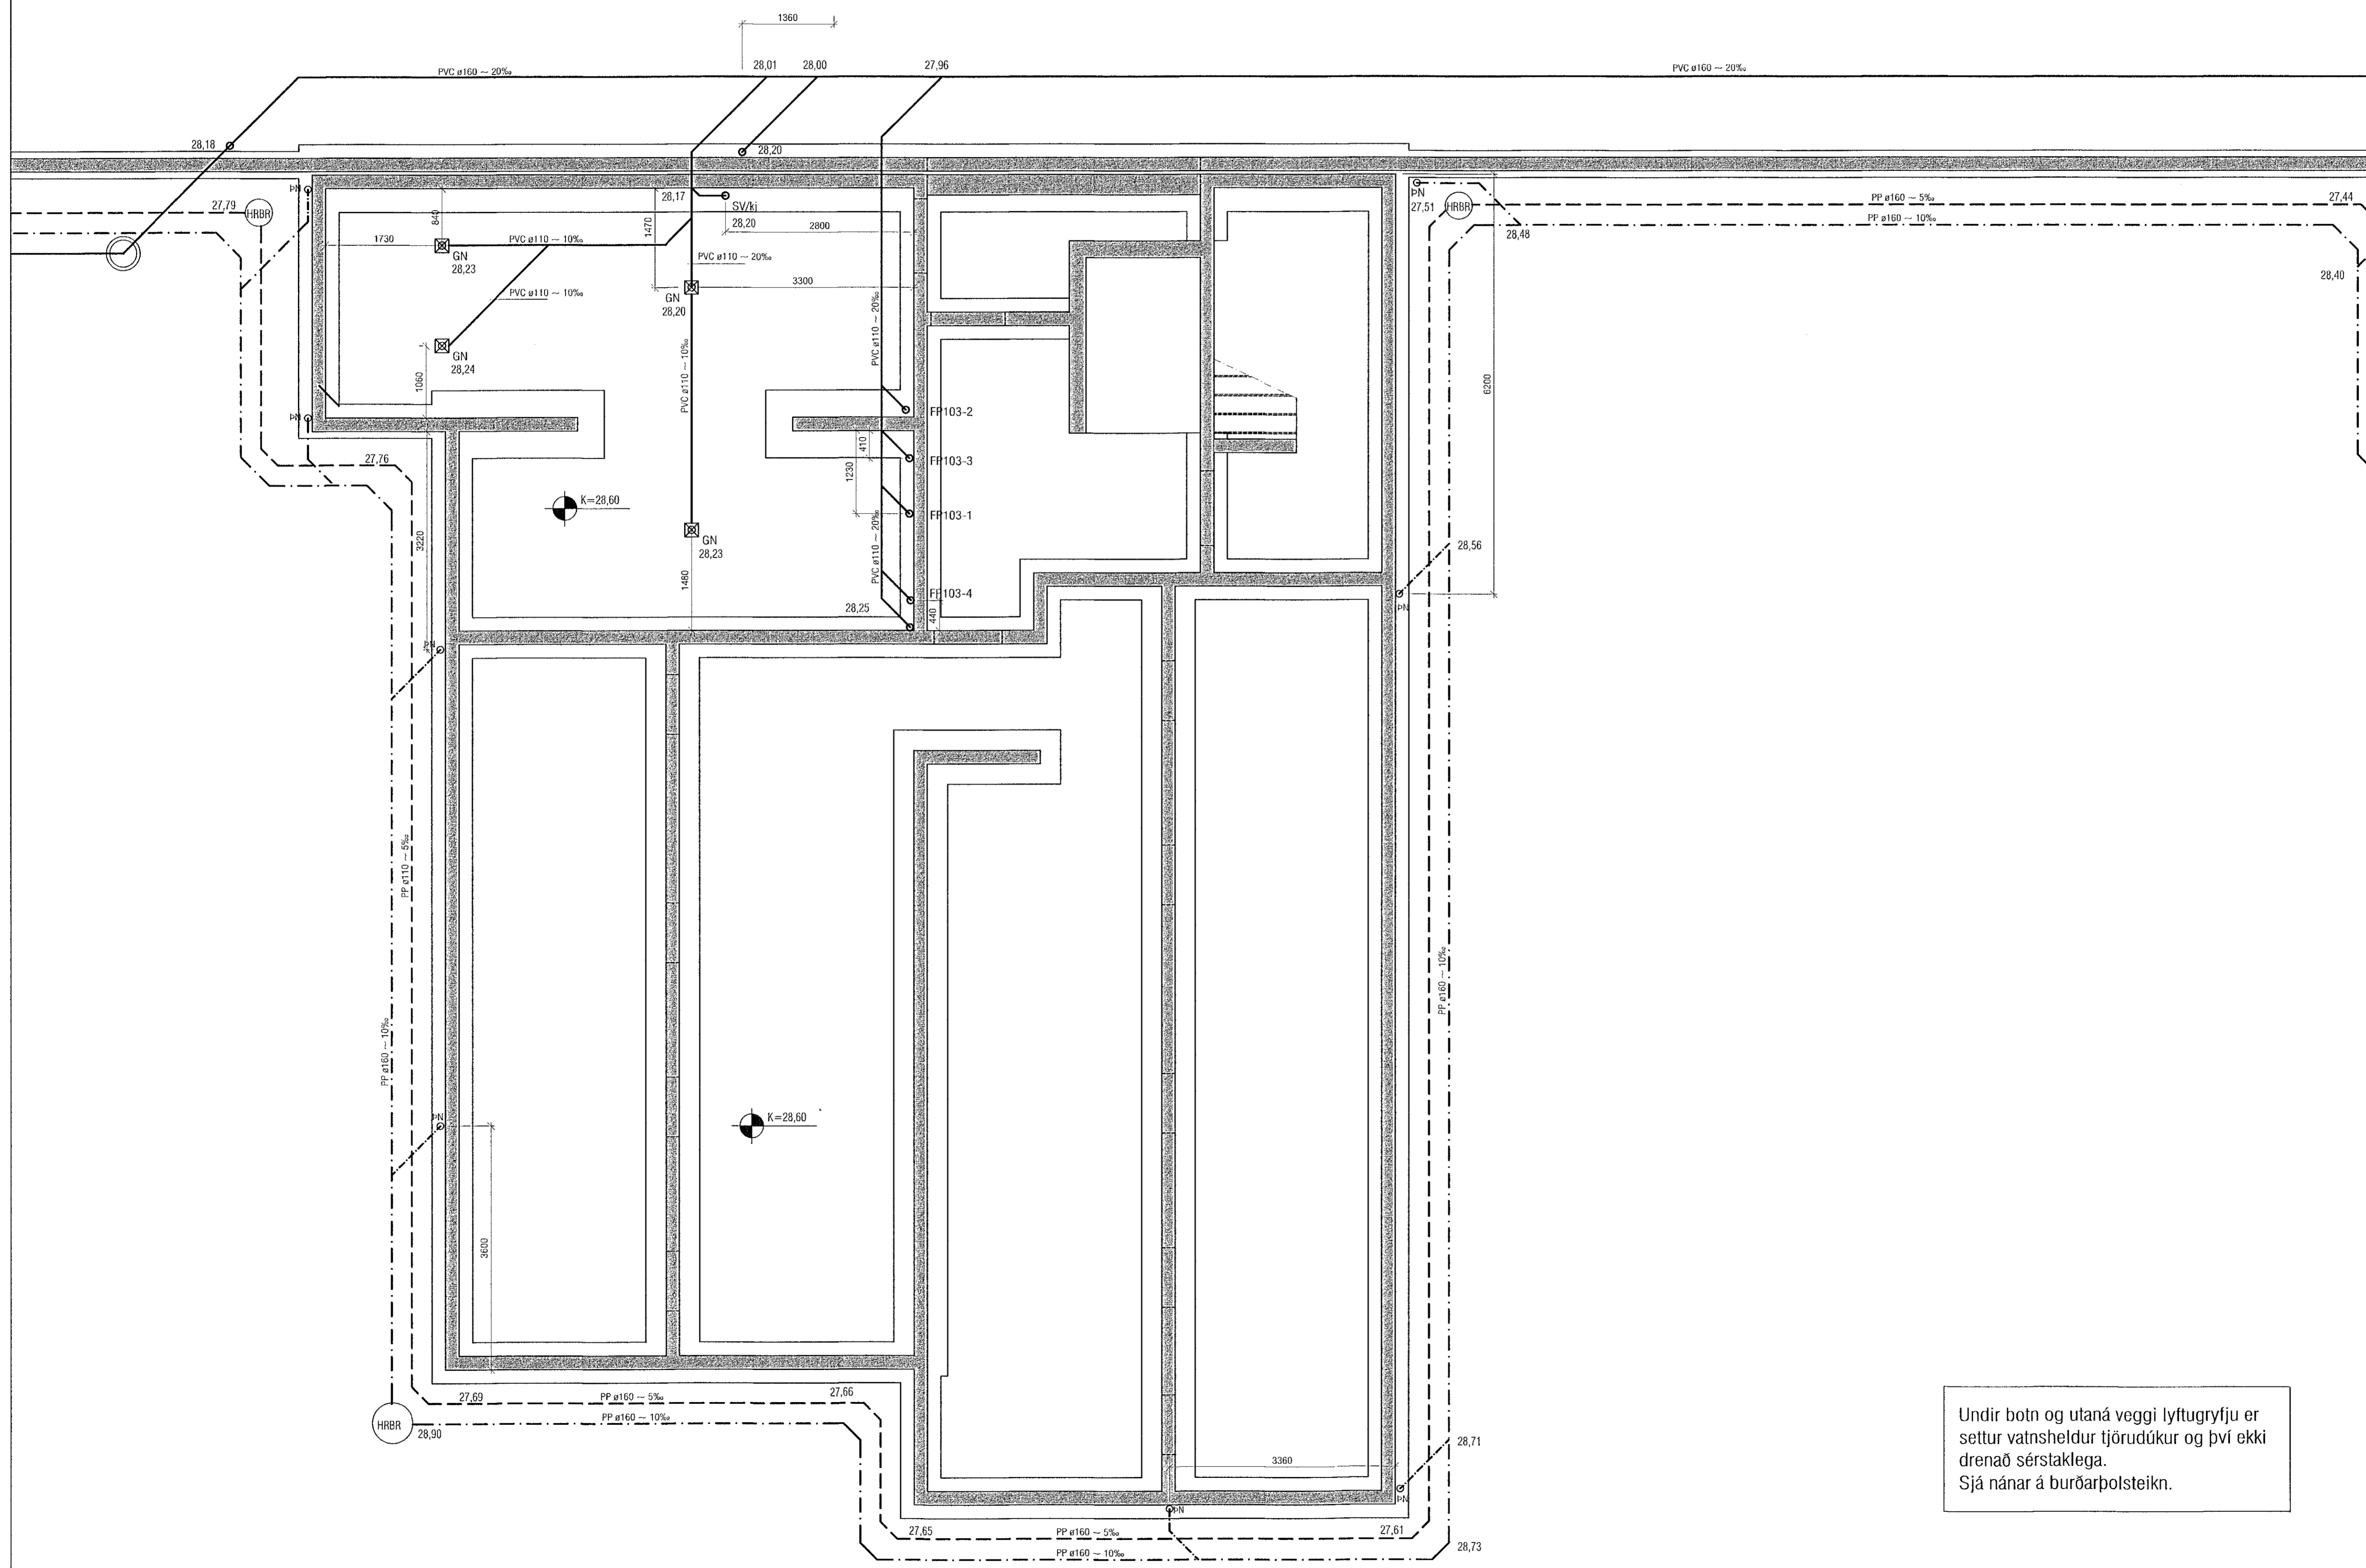 1360
PVC ø160 ~ 20‰
28,01
28,00
27,96
PVC ø160 ~ 20‰
28,18
28,20
ÞN
27,79
HRBR
840
1730
GN
28,23
PVC ø110 ~ 10‰
1470
28,17
SV/ki
28,20
2800
PVC ø110 ~ 20‰
3300
GN
28,20
PVC ø110 ~ 10‰
PVC ø110 ~ 20‰
PVC ø110 ~ 10‰
GN
28,24
1060
ÞN
27,51
HRBR
PP ø160 ~ 5‰
27,44
PP ø160 ~ 10‰
28,48
28,40
6200
ÞN
27,76
FP103-2
410
FP103-3
1230
FP103-1
K=28,60
3220
GN
28,23
1480
PVC ø110 ~ 20‰
FP103-4
28,25
440
28,56
ÞN
ÞN
PP ø110 ~ 5‰
PP ø160 ~ 10‰
PP ø160 ~ 10‰
ÞN
K=28,60
3600
27,69
PP ø160 ~ 5‰
27,66
PP ø160 ~ 10‰
HRBR
28,90
28,71
3360
ÞN
ÞN
27,65
PP ø160 ~ 5‰
27,61
PP ø160 ~ 10‰
28,73
Undir botn og utaná veggi lyftugryfju er
settur vatnsheldur tjörudúkur og því ekki
drenað sérstaklega.
Sjá nánar á burðarþolsteikn.